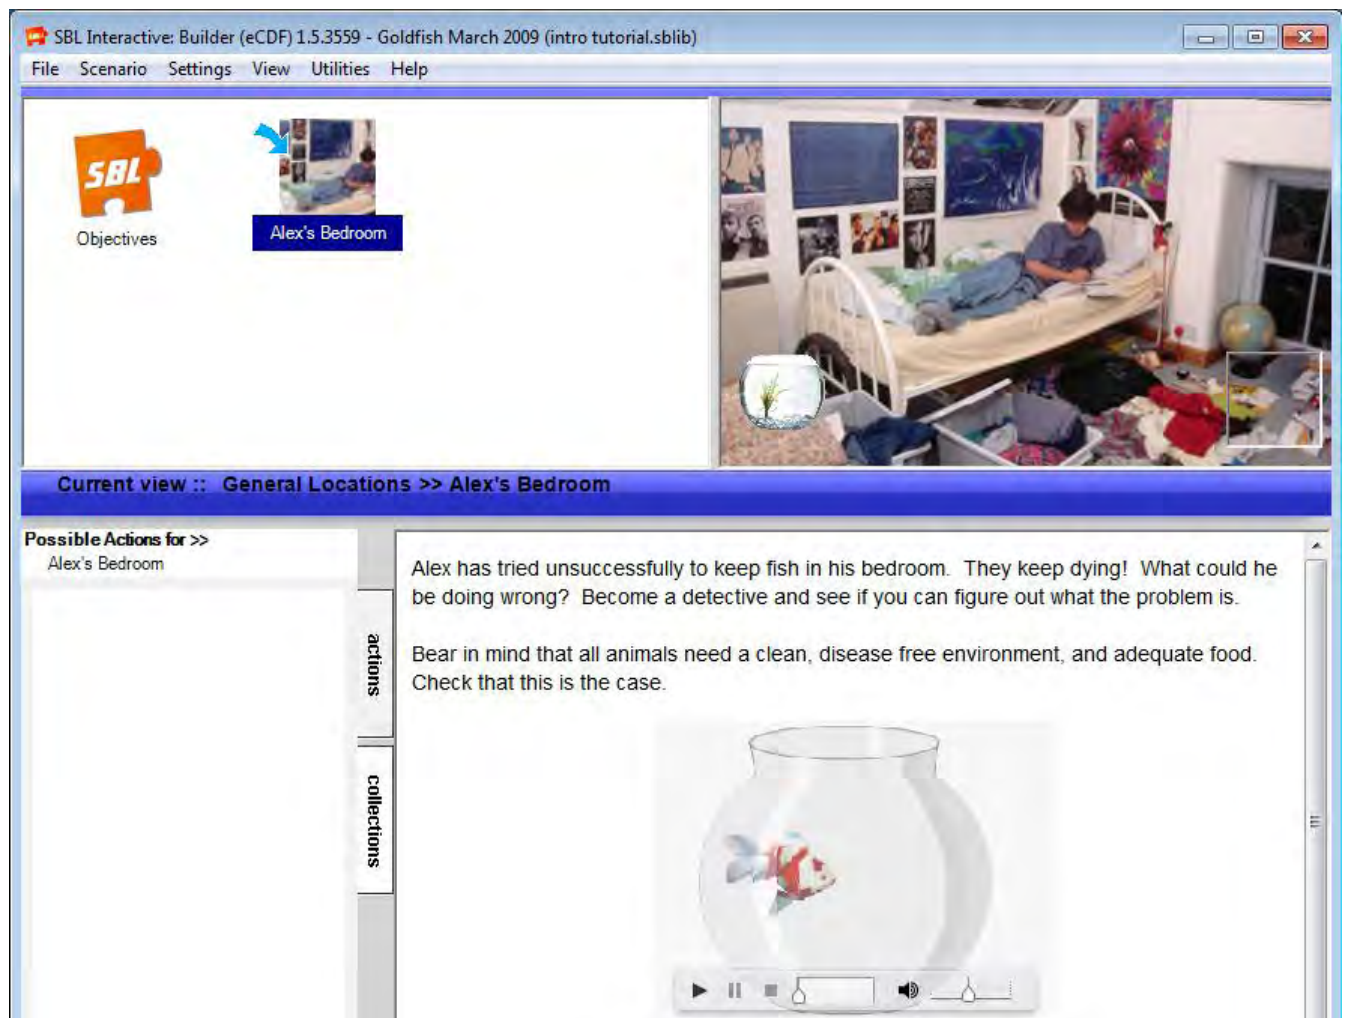 SBL Interactive: Builder (eCDF) 1.5.3559 - Goldfish March 2009 (intro tutorial.sblib)
File Scenario Settings View Utilities Help
SBL
Objectives
Alex's Bedroom
Current view :: General Locations >> Alex's Bedroom
Possible Actions for >>
Alex's Bedroom
actions
collections
Alex has tried unsuccessfully to keep fish in his bedroom. They keep dying! What could he
be doing wrong? Become a detective and see if you can figure out what the problem is.
Bear in mind that all animals need a clean, disease free environment, and adequate food.
Check that this is the case.